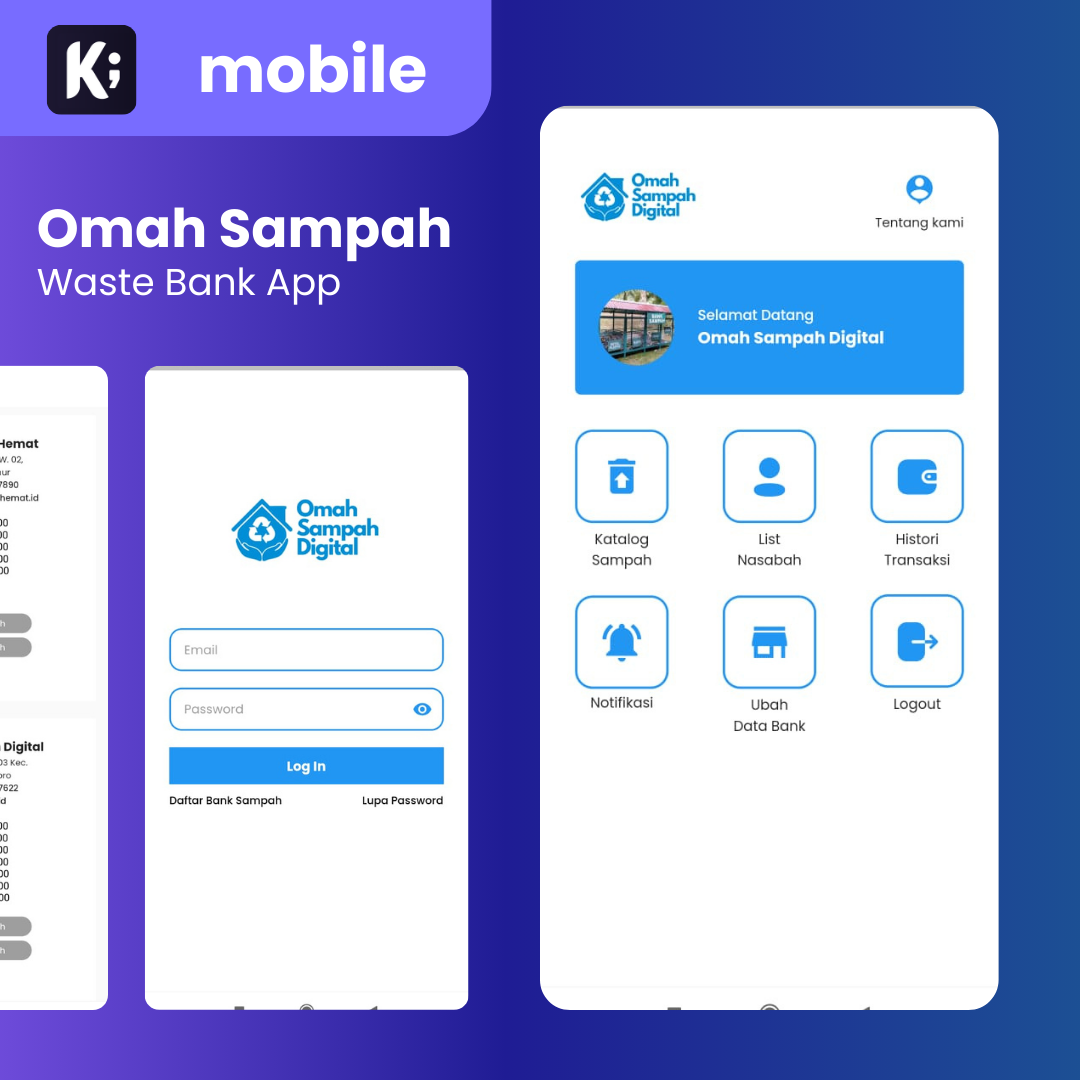 K;
mobile
Omah Sampah
Waste Bank App
Hemat
W. 02,
7890
hemat.id
00
00
00
00
00
h
h
Digital
03 Kec.
oro
7622
d
00
00
00
00
00
00
00
h
h
Omah
Sampah
Digital
Email
Password
Log In
Daftar Bank Sampah
Lupa Password
Omah
Sampah
Digital
Tentang kami
Selamat Datang
Omah Sampah Digital
Katalog
Sampah
List
Nasabah
Histori
Transaksi
Notifikasi
Ubah
Data Bank
Logout